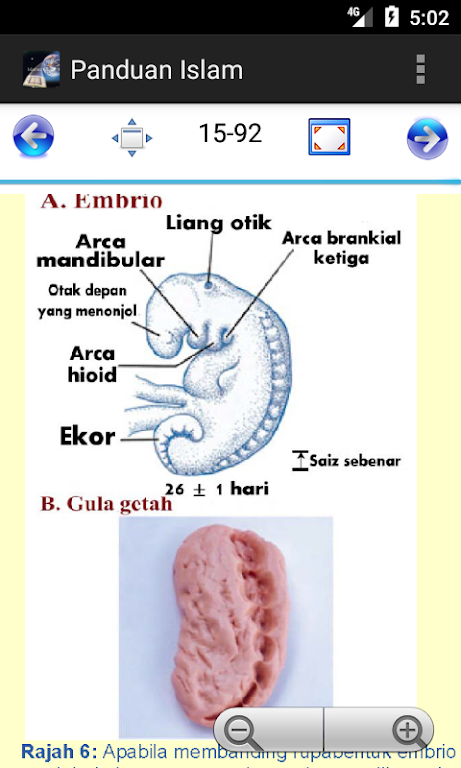 4G 5:02
Panduan Islam
15-92
A. Embrio
Liang otik
Arca
mandibular
Arca brankial
ketiga
Otak depan
yang menonjol
Arca
hioid
Ekor
Saiz sebenar
26 ± 1 hari
B. Gula getah
Rajah 6: Apabila membanding rupabentuk embrio